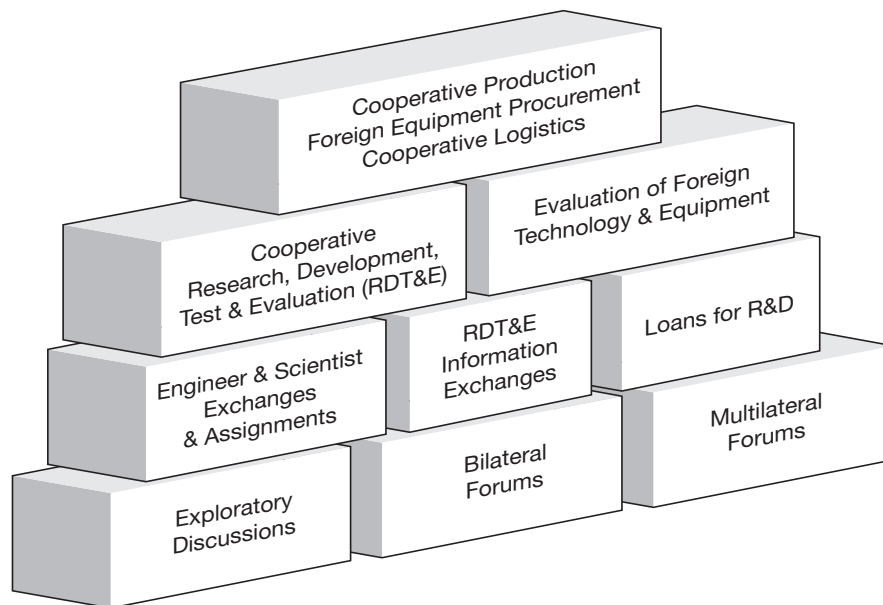 Cooperative Production
Foreign Equipment Procurement
Cooperative Logistics
Cooperative
Research, Development,
Test & Evaluation (RDT&E)
Evaluation of Foreign
Technology & Equipment
Engineer & Scientist
Exchanges
& Assignments
RDT&E
Information
Exchanges
Loans for R&D
Exploratory
Discussions
Bilateral
Forums
Multilateral
Forums